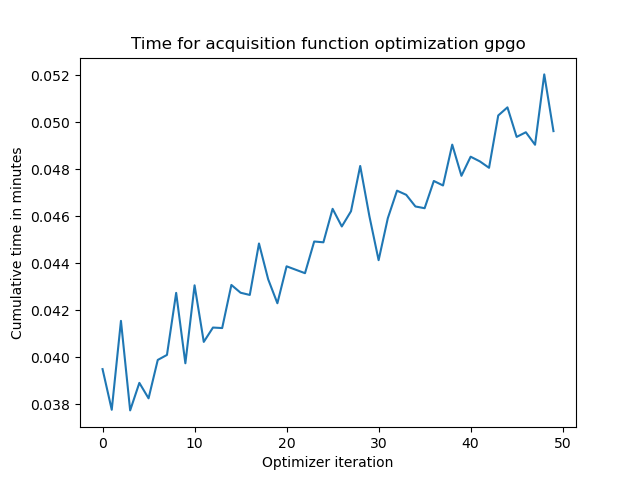 Time for acquisition function optimization gpgo
Cumulative time in minutes
0.052
0.050
0.048
0.046
0.044
0.042
0.040
0.038
0 10 20 30 40 50
Optimizer iteration